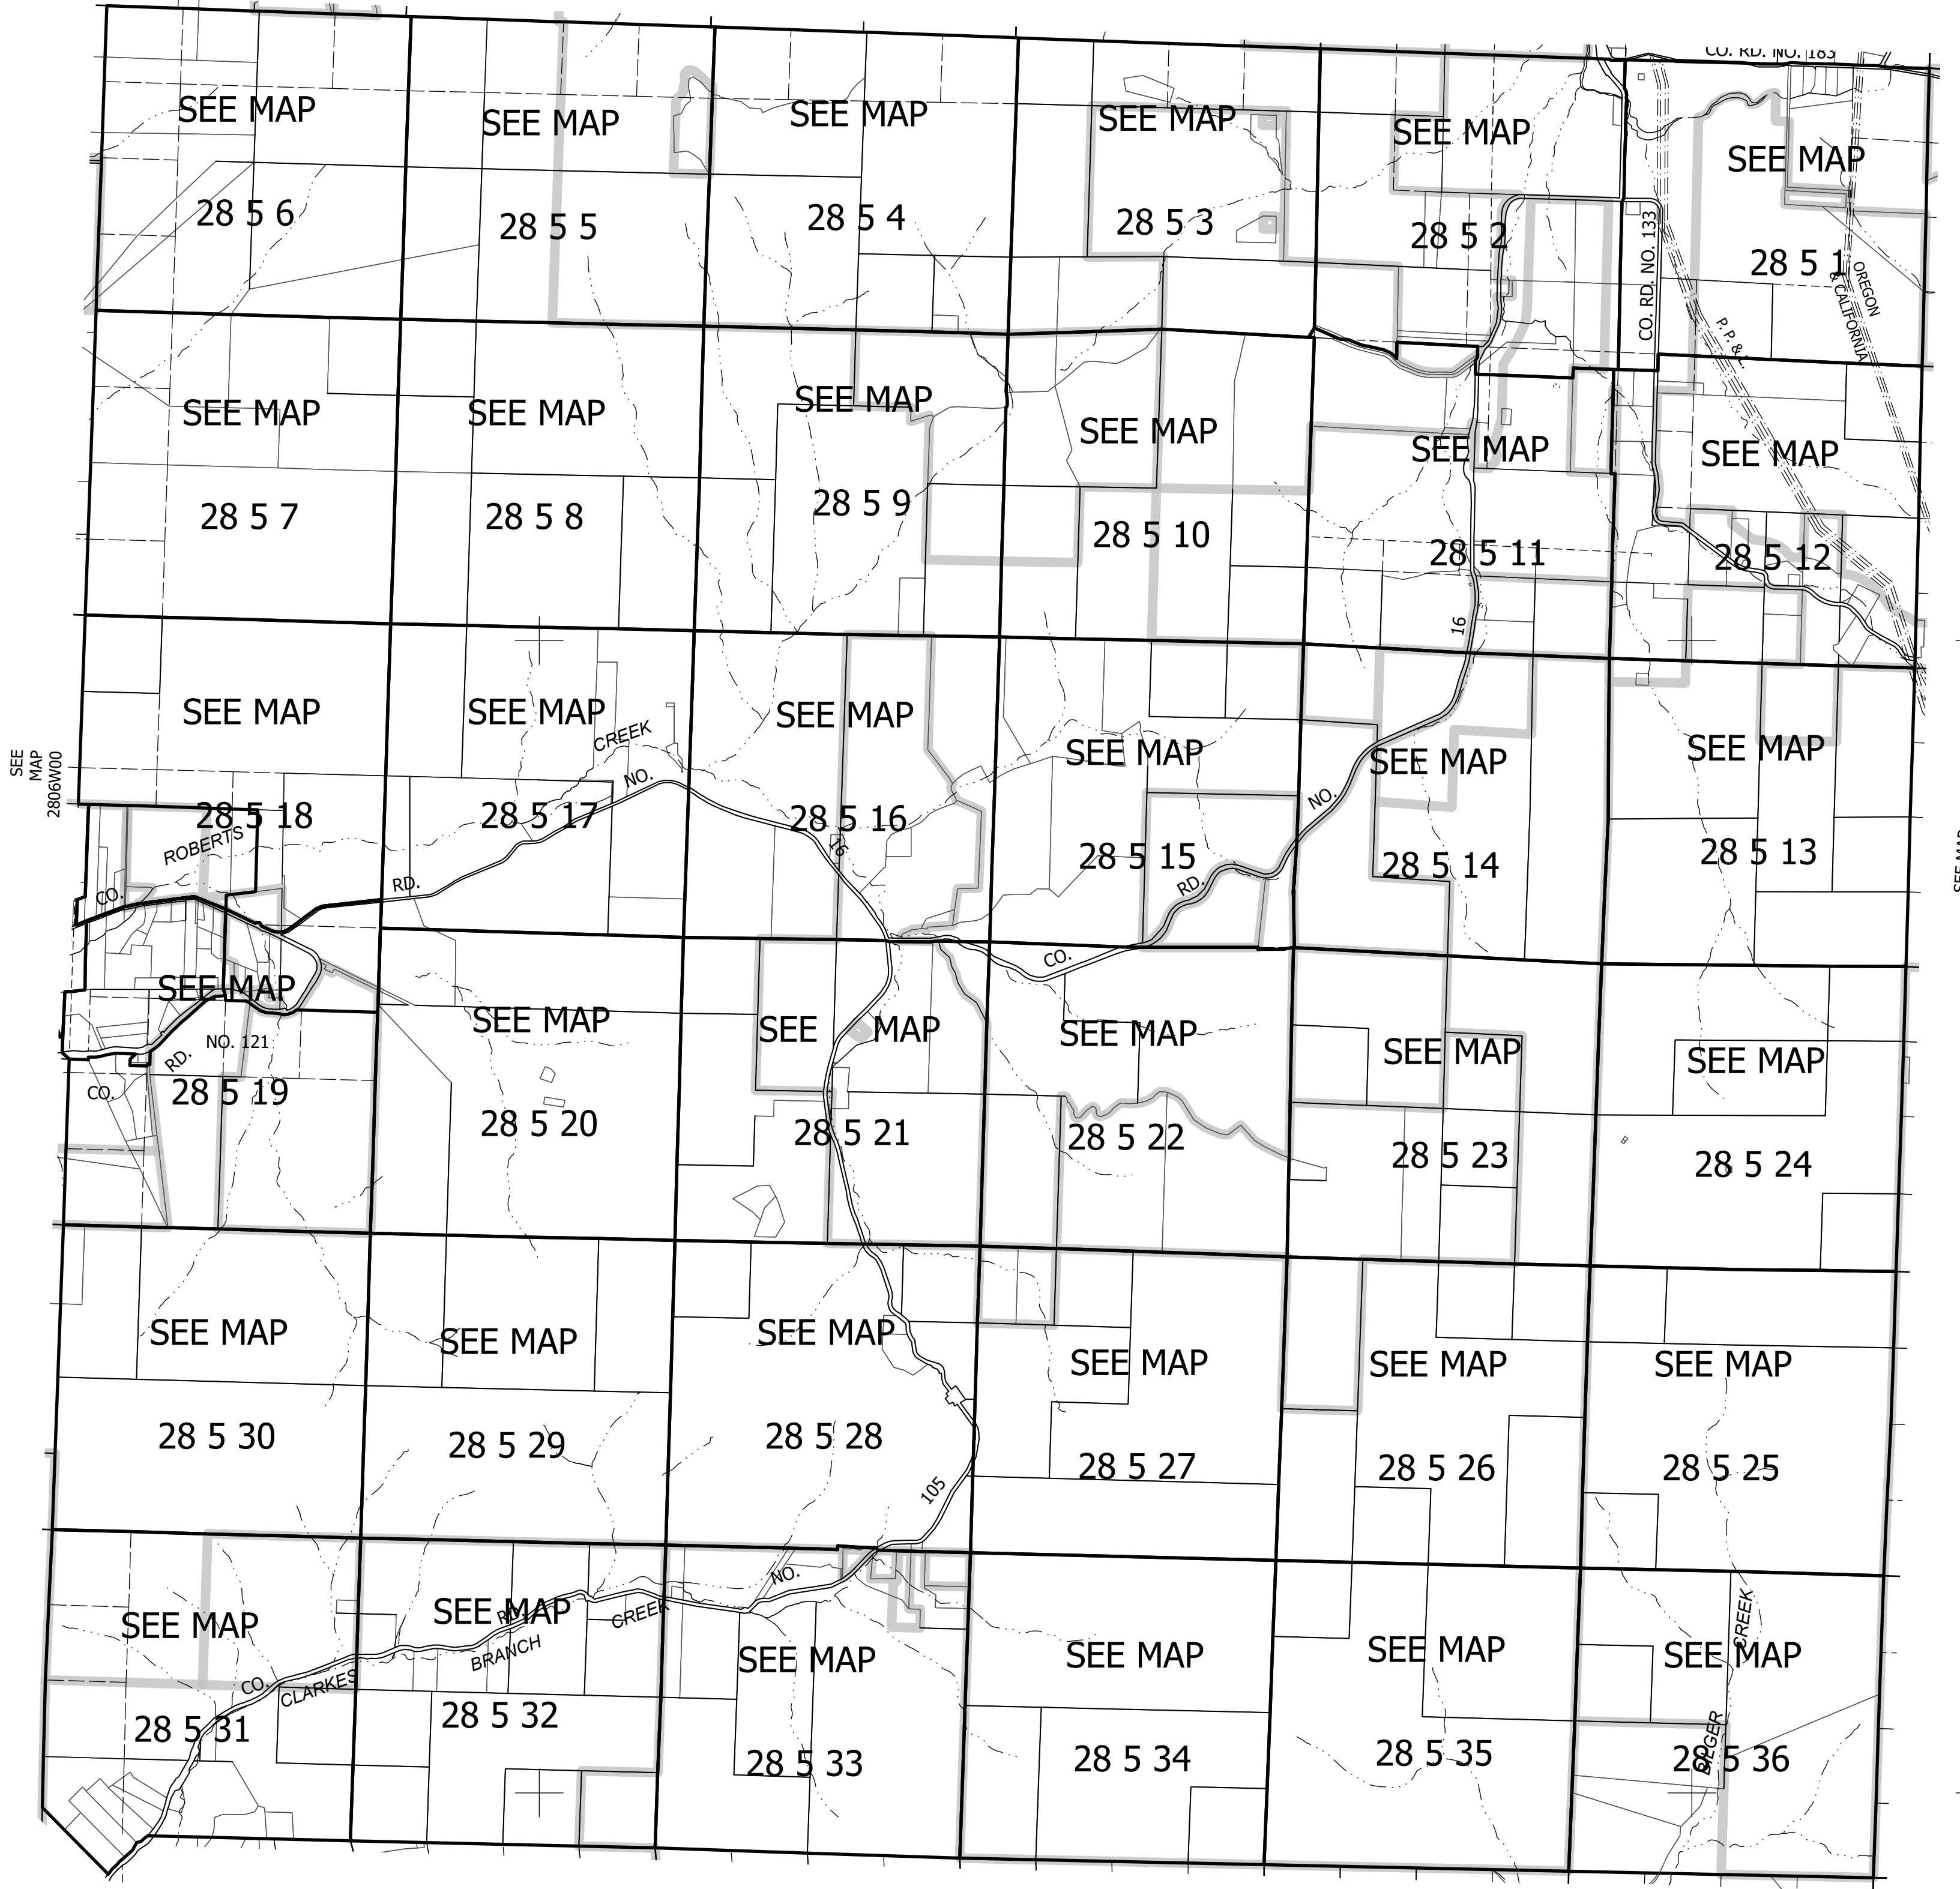 CO. RD. NO. 183
SEE MAP
28 5 6
SEE MAP
28 5 5
SEE MAP
28 5 4
SEE MAP
28 5 3
SEE MAP
28 5 2
SEE MAP
28 5 1
CO. RD. NO. 133
OREGON
& CALIFORNIA
P. P. &
SEE MAP
28 5 7
SEE MAP
28 5 8
SEE MAP
28 5 9
SEE MAP
28 5 10
SEE MAP
28 5 11
SEE MAP
28 5 12
16
SEE
MAP
2806W00
SEE MAP
28 5 18
SEE MAP
28 5 17
SEE MAP
28 5 16
SEE MAP
28 5 15
SEE MAP
28 5 14
SEE MAP
28 5 13
SEE MAP
ROBERTS
CREEK
CO.
RD.
NO.
16
CO.
RD.
NO.
SEE MAP
28 5 19
NO. 121
RD.
CO.
SEE MAP
28 5 20
SEE MAP
28 5 21
SEE MAP
28 5 22
SEE MAP
28 5 23
SEE MAP
28 5 24
SEE MAP
28 5 30
SEE MAP
28 5 29
SEE MAP
28 5 28
SEE MAP
28 5 27
SEE MAP
28 5 26
SEE MAP
28 5 25
105
SEE MAP
28 5 31
SEE MAP
28 5 32
SEE MAP
28 5 33
SEE MAP
28 5 34
SEE MAP
28 5 35
SEE MAP
28 5 36
CO.
RD.
NO.
CLARKES
BRANCH
CREEK
BILGER
CREEK